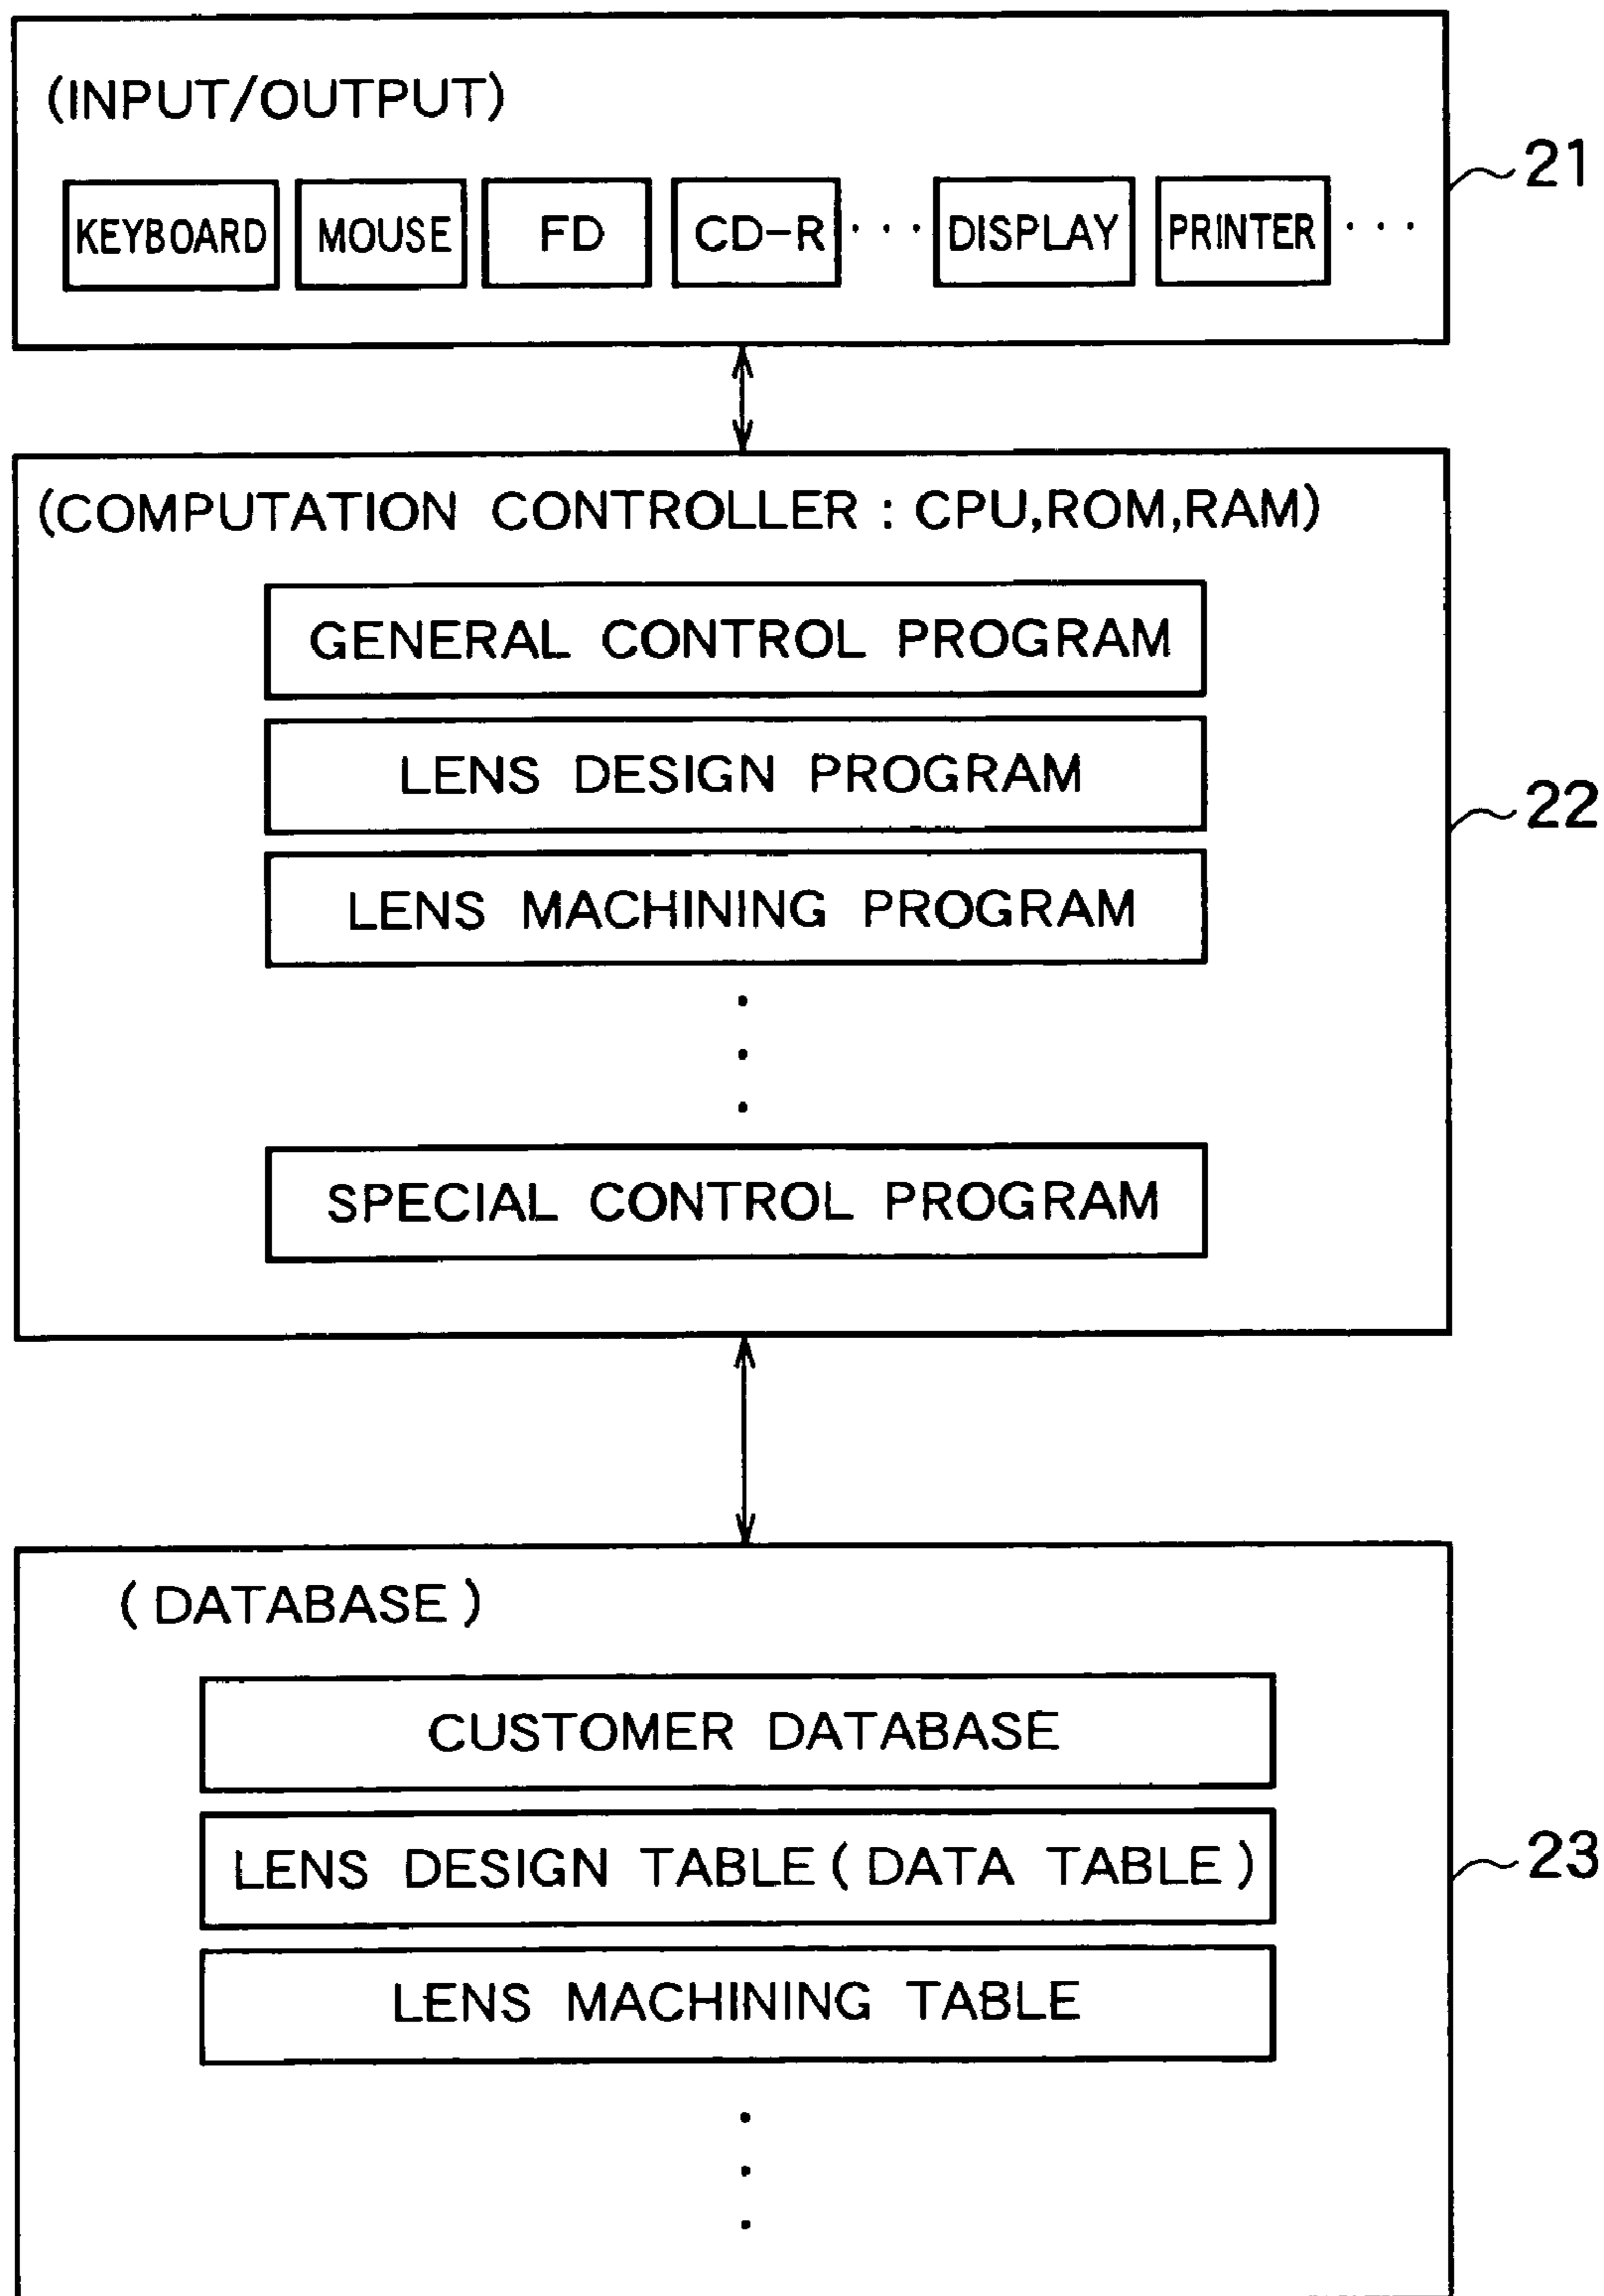 (INPUT/OUTPUT)
21
KEYBOARD MOUSE FD CD-R ... DISPLAY PRINTER ...
(COMPUTATION CONTROLLER : CPU,ROM,RAM)
GENERAL CONTROL PROGRAM
LENS DESIGN PROGRAM
22
LENS MACHINING PROGRAM
SPECIAL CONTROL PROGRAM
(DATABASE)
CUSTOMER DATABASE
LENS DESIGN TABLE(DATA TABLE)
23
LENS MACHINING TABLE